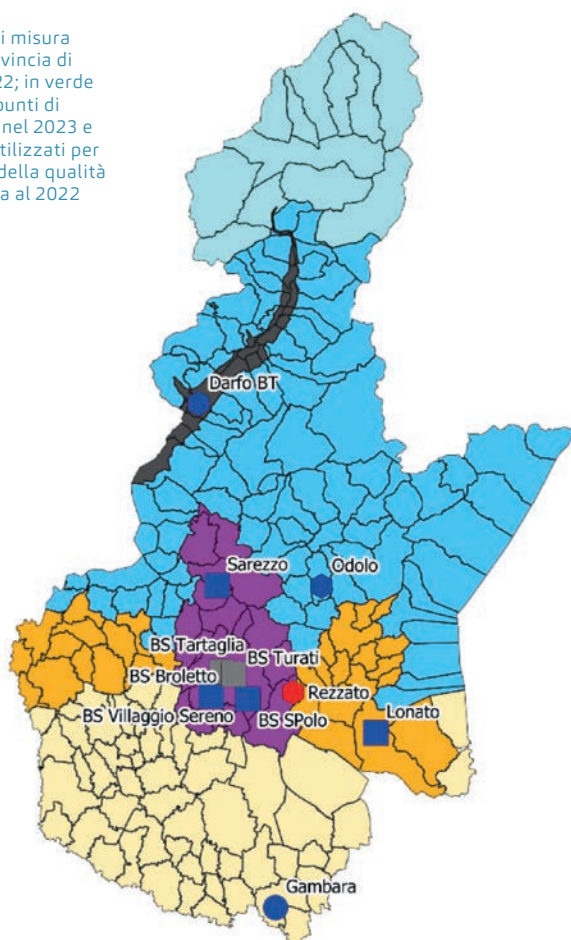 i misura
vincia di
22; in verde
punti di
nel 2023 e
tilizzati per
della qualità
a al 2022
Darfo BT
Sarezzo
Odolo
BS Tartaglia
BS Turati
BS Broletto
Rezzato
BS Villaggio Sereno
BS SPolo
Lonato
Gambara